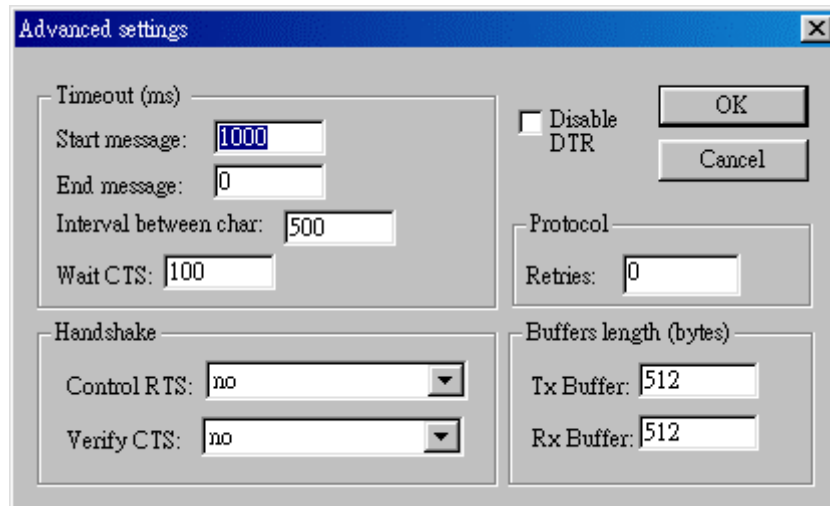 Advanced settings
Timeout (ms)
Start message: 1000
End message: 0
Interval between char: 500
Wait CTS: 100
Disable
DTR
OK
Cancel
Protocol
Retries: 0
Handshake
Control RTS: no
Verify CTS: no
Buffers length (bytes)
Tx Buffer: 512
Rx Buffer: 512